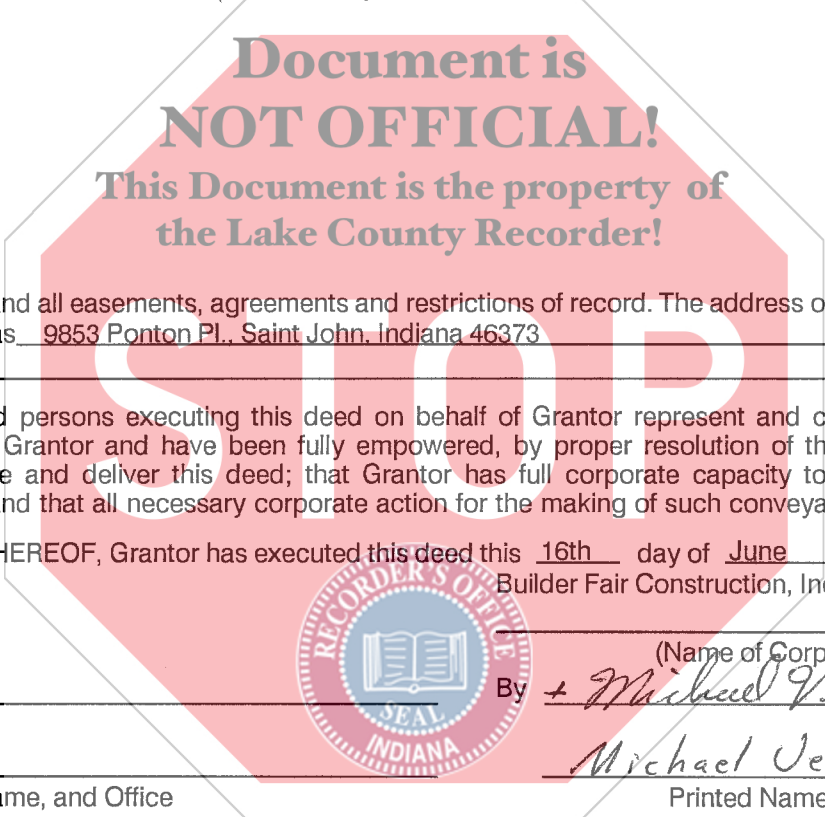 Document is
NOT OFFICIAL!
This Document is the property of
the Lake County Recorder!
nd all easements, agreements and restrictions of record. The address o
s 9853 Ponton Pl., Saint John, Indiana 46373
STOP
d persons executing this deed on behalf of Grantor represent and c
Grantor and have been fully empowered, by proper resolution of th
e and deliver this deed; that Grantor has full corporate capacity to
nd that all necessary corporate action for the making of such conveya
HEREOF, Grantor has executed this deed this 16th day of June
Builder Fair Construction, In
RECORDER'S OFFICE
SEAL
INDIANA
(Name of Corp
By + Michael V.
Michael Ve
ame, and Office
Printed Name